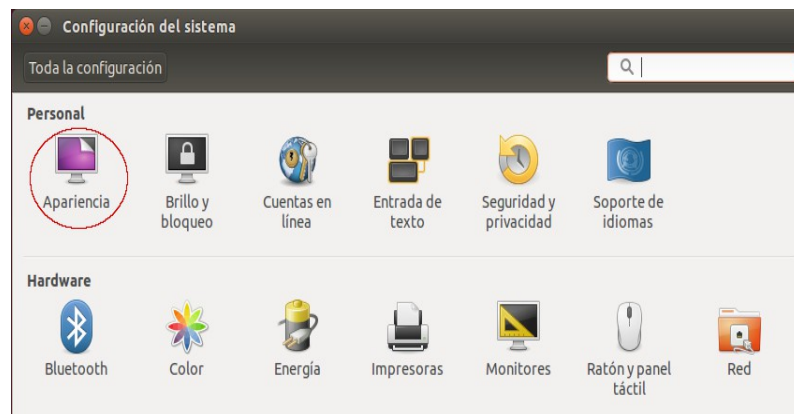 Configuración del sistema
Toda la configuración
Personal
Apariencia
Brillo y
bloqueo
Cuentas en
línea
Entrada de
texto
Seguridad y
privacidad
Soporte de
idiomas
Hardware
Bluetooth
Color
Energía
Impresoras
Monitores
Ratón y panel
táctil
Red